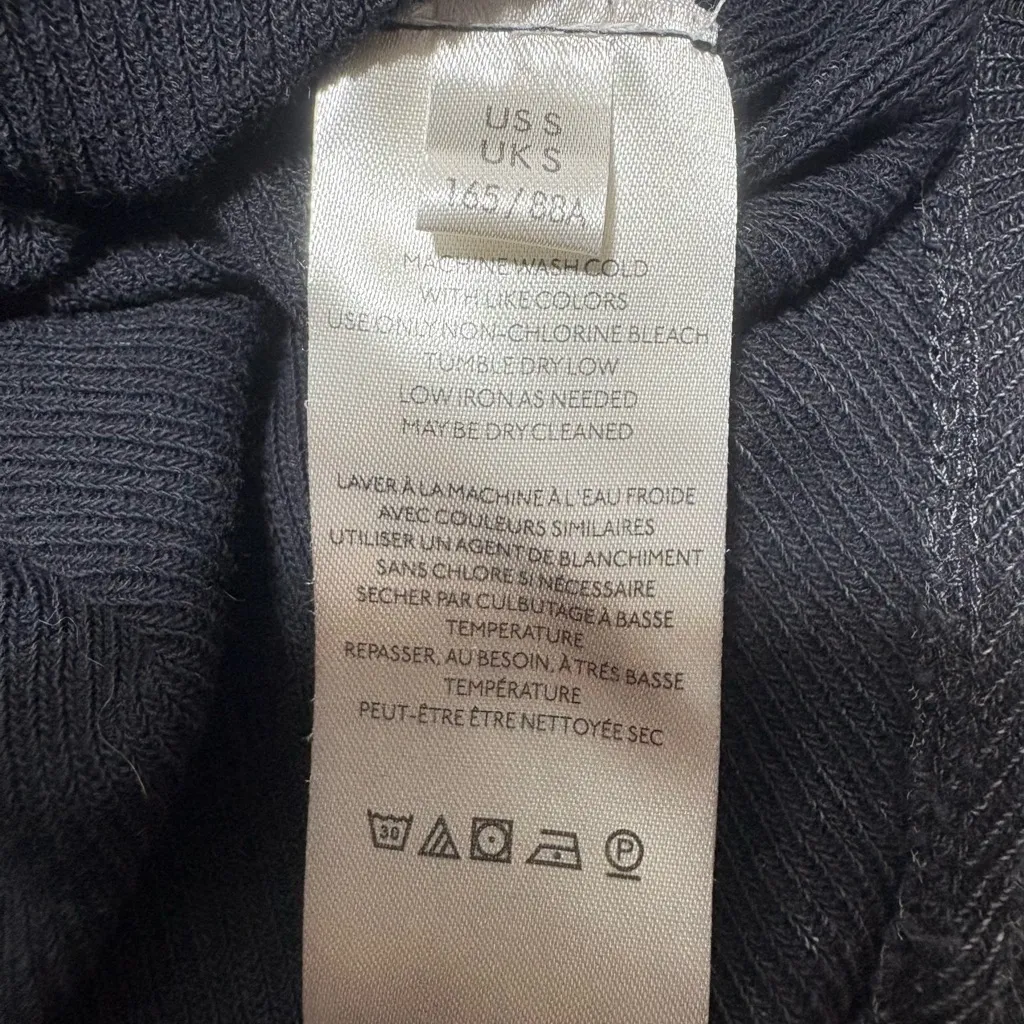 US S
UK S
165/88A
MACHINE WASH COLD
WITH LIKE COLORS
USE ONLY NON-CHLORINE BLEACH
TUMBLE DRY LOW
LOW IRON AS NEEDED
MAY BE DRY CLEANED
LAVER À LA MACHINE À L'EAU FROIDE
AVEC COULEURS SIMILAIRES
UTILISER UN AGENT DE BLANCHIMENT
SANS CHLORE SI NÉCESSAIRE
SECHER PAR CULBUTAGE À BASSE
TEMPERATURE
REPASSER, AU BESOIN, À TRÉS BASSE
TEMPÉRATURE
PEUT-ÊTRE ÊTRE NETTOYÉE SEC
30 P